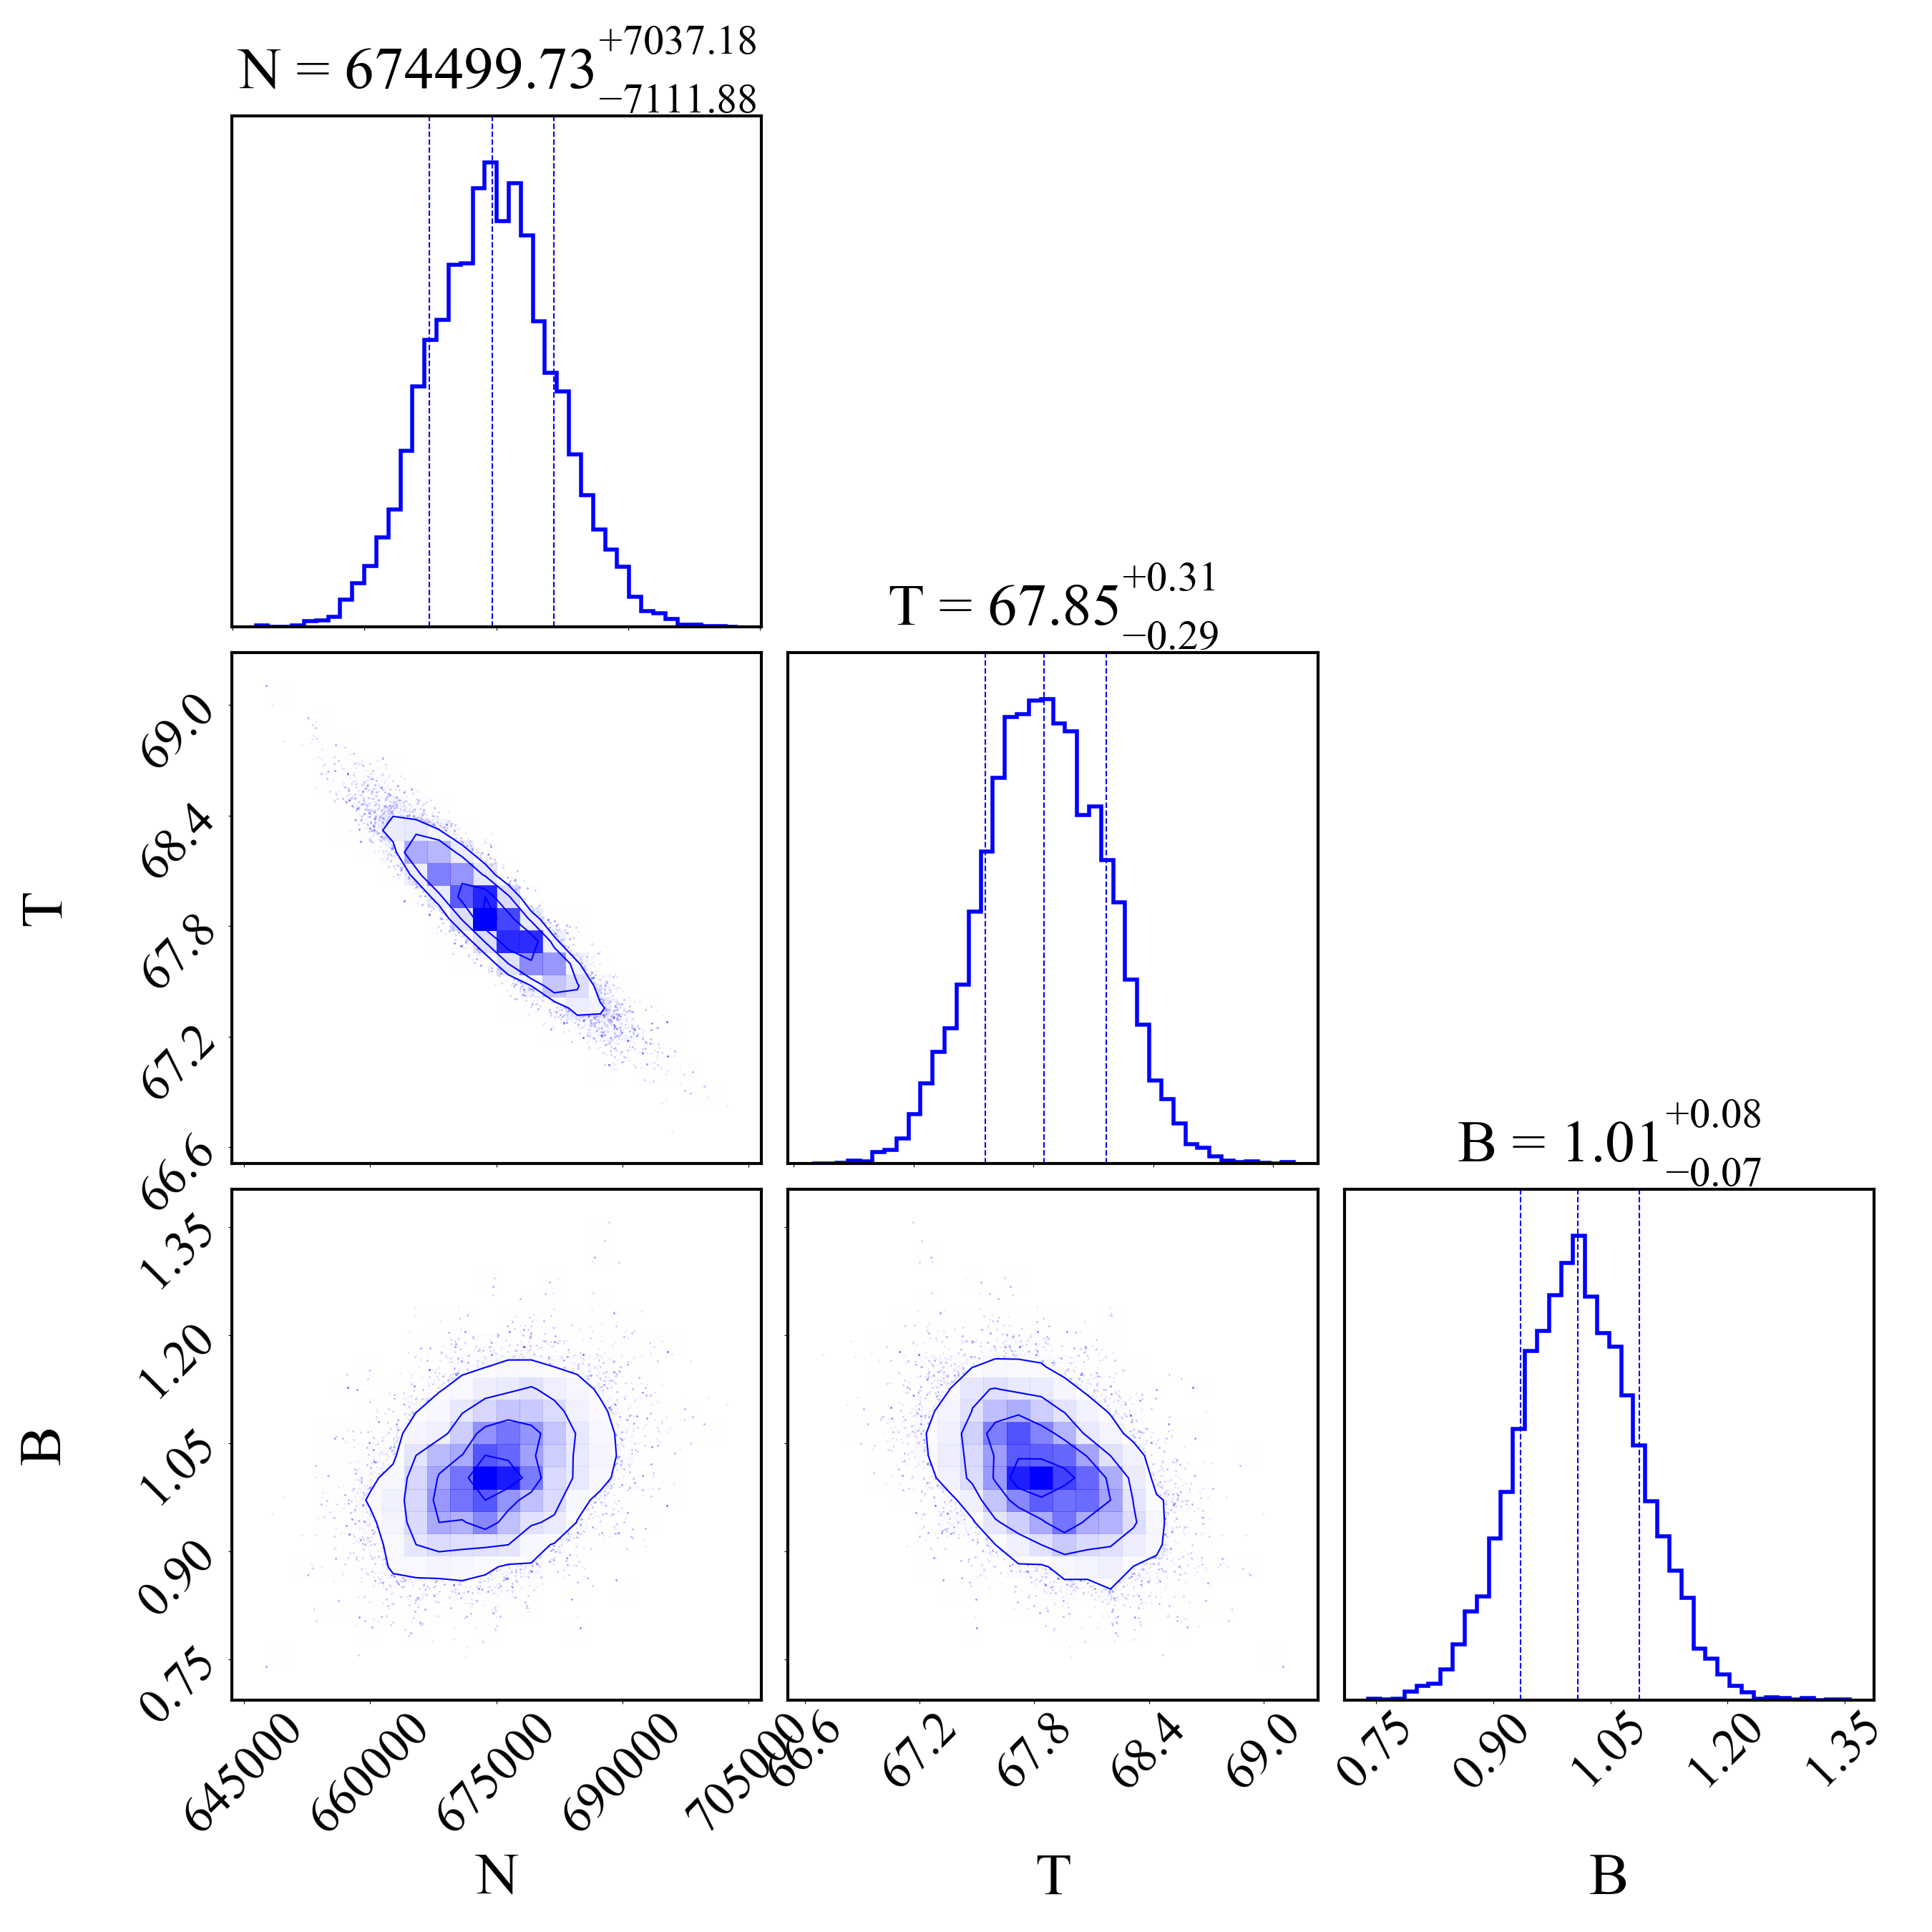 N = 674499.73 +7037.18 −7111.88
T = 67.85 +0.31 −0.29
69.0
68.4
67.8
67.2
66.6
T
B = 1.01 +0.08 −0.07
1.35
1.20
1.05
0.90
0.75
B
645000 660000 675000 690000 705000
66.6 67.2 67.8 68.4 69.0
0.75 0.90 1.05 1.20 1.35
N T B